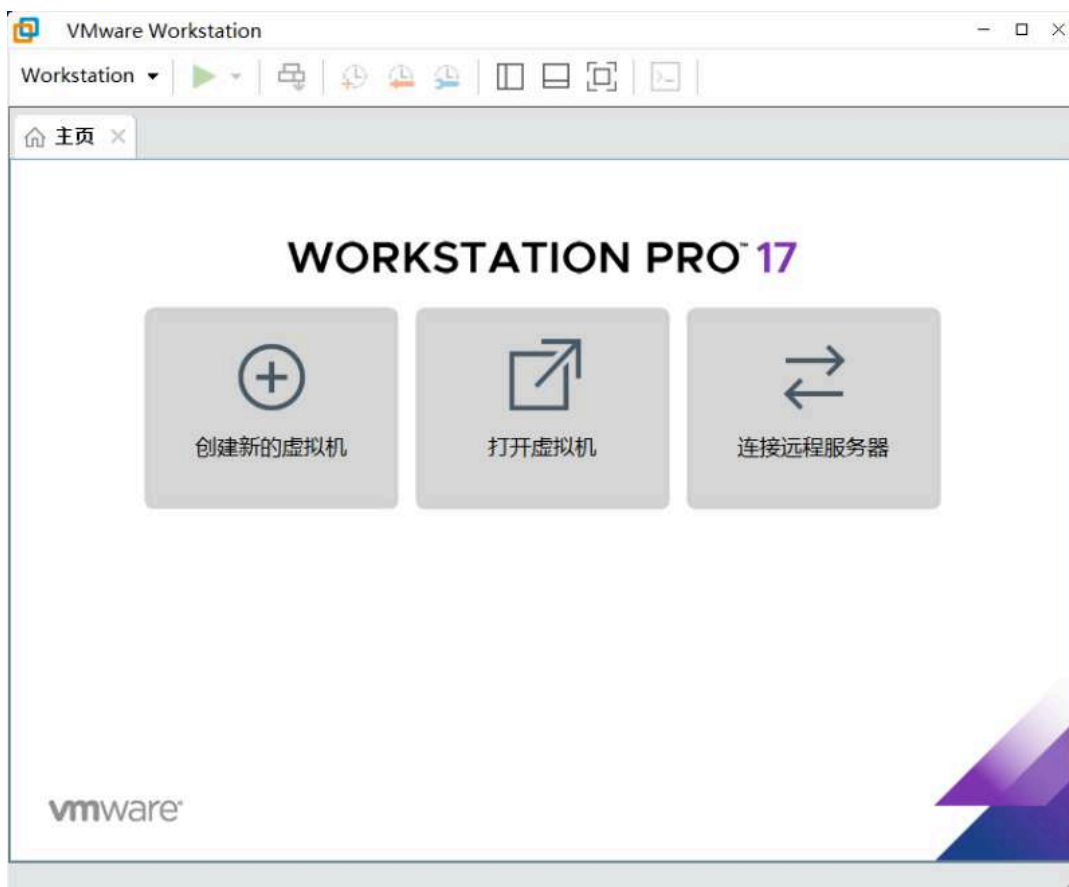 VMware Workstation
Workstation
主页
WORKSTATION PRO™ 17
创建新的虚拟机
打开虚拟机
连接远程服务器
vmware®